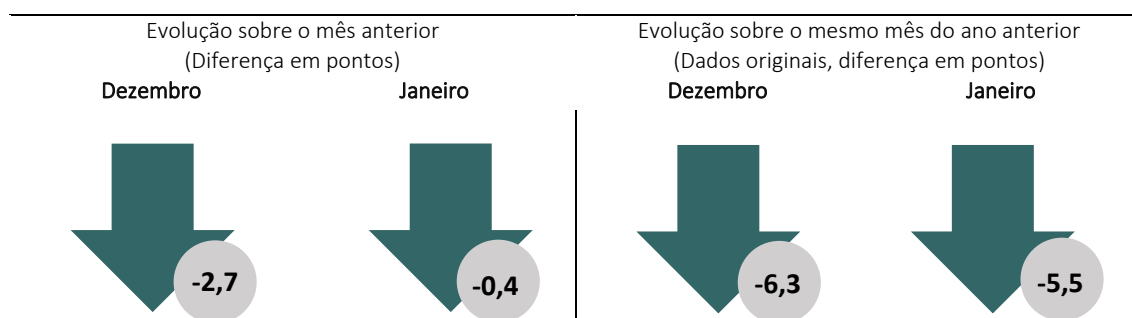 Evolução sobre o mês anterior
(Diferença em pontos)
Dezembro Janeiro
-2,7 -0,4
Evolução sobre o mesmo mês do ano anterior
(Dados originais, diferença em pontos)
Dezembro Janeiro
-6,3 -5,5